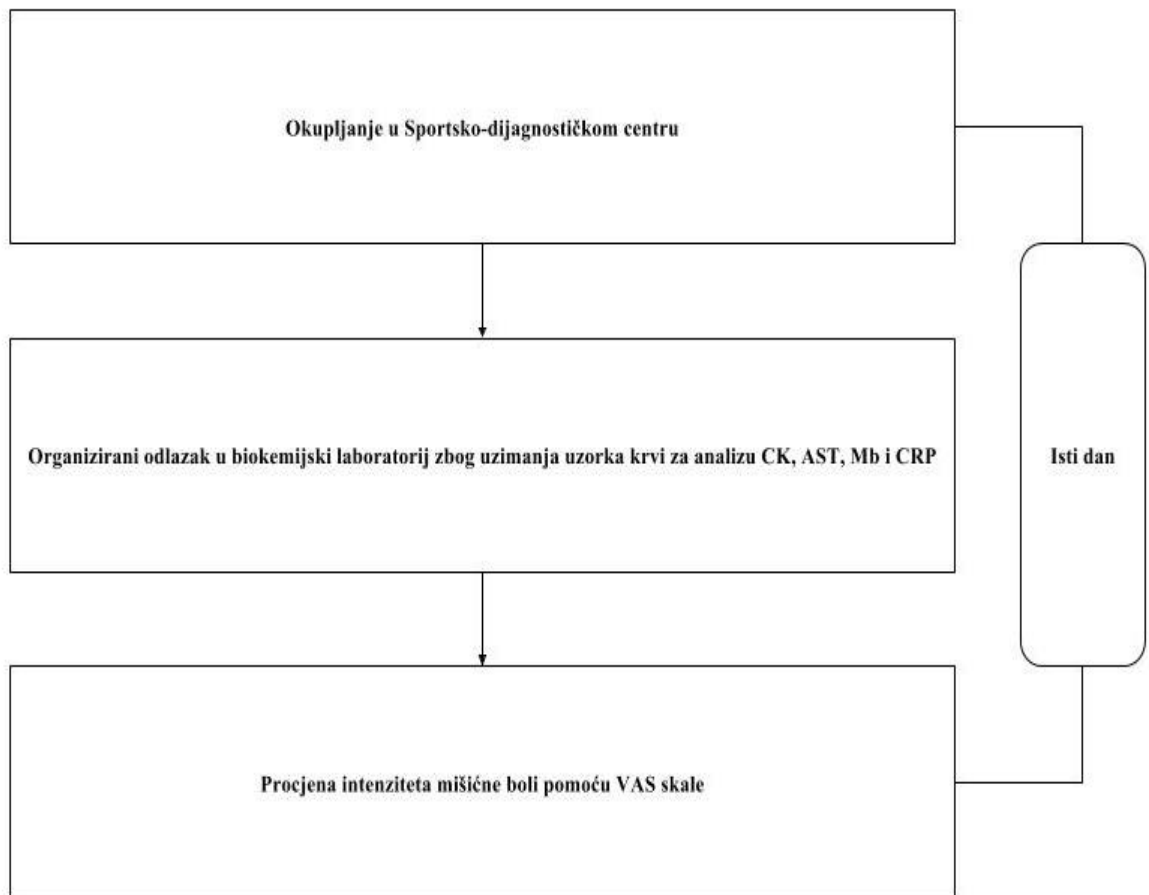 Okupljanje u Sportsko-dijagnostičkom centru
Organizirani odlazak u biokemijski laboratorij zbog uzimanja uzorka krvi za analizu CK, AST, Mb i CRP
Isti dan
Procjena intenziteta mišićne boli pomoću VAS skale